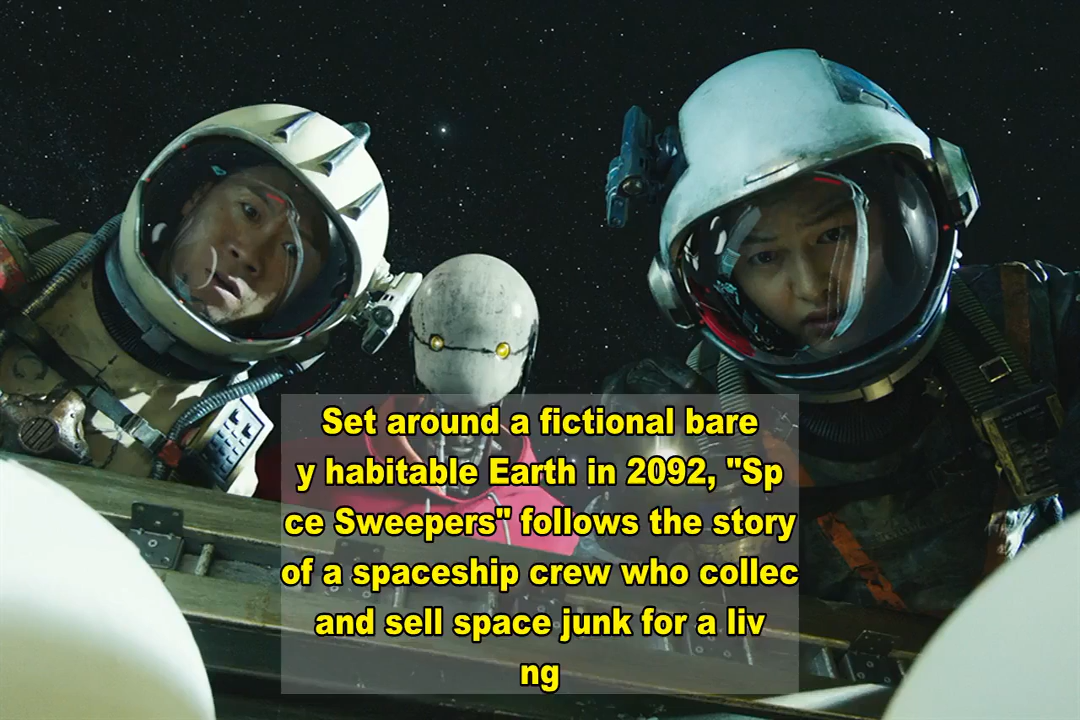 Set around a fictional bare
y habitable Earth in 2092, "Sp
ce Sweepers" follows the story
of a spaceship crew who collec
and sell space junk for a liv
ng